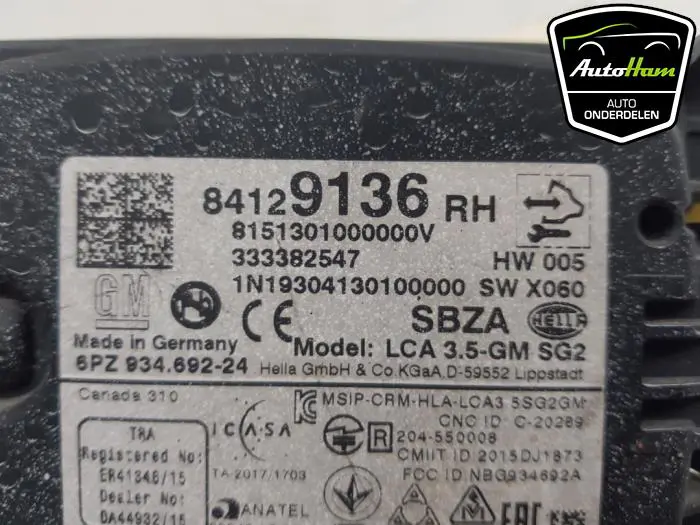 AutoHam
AUTO
ONDERDELEN
84129136 RH
8151301000000V
333382547
HW 005
1N19304130100000 SW X060
GM
CE
SBZA
HELLA
Made in Germany
Model: LCA 3.5-GM SG2
6PZ 934.692-24 Hella GmbH & Co.KGaA.D-59552 Lippstadt
Canada 310
MSIP-CRM-HLA-LCA3 5SG2GM
TRA
ICASA
CNC ID: C-20289
Registered No:
R 204-550008
ER41348/15
TA-2017/1703
CMIIT ID 2015DJ1873
Dealer No:
FCC ID NBG934692A
DA44932/15
ANATEL
EAC